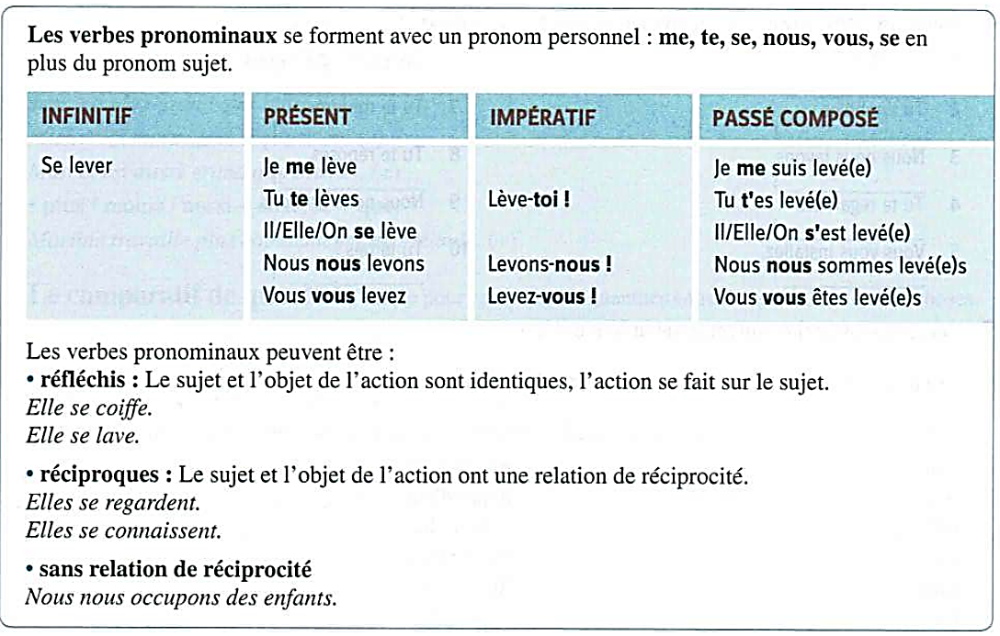 Les verbes pronominaux se forment avec un pronom personnel : me, te, se, nous, vous, se en
plus du pronom sujet.
INFINITIF PRÉSENT IMPÉRATIF PASSÉ COMPOSÉ
Se lever Je me lève Je me suis levé(e)
Tu te lèves Lève-toi ! Tu t'es levé(e)
Il/Elle/On se lève Il/Elle/On s'est levé(e)
Nous nous levons Levons-nous ! Nous nous sommes levé(e)s
Vous vous levez Levez-vous ! Vous vous êtes levé(e)s
Les verbes pronominaux peuvent être :
• réfléchis : Le sujet et l'objet de l'action sont identiques, l'action se fait sur le sujet.
Elle se coiffe.
Elle se lave.
• réciproques : Le sujet et l'objet de l'action ont une relation de réciprocité.
Elles se regardent.
Elles se connaissent.
• sans relation de réciprocité
Nous nous occupons des enfants.